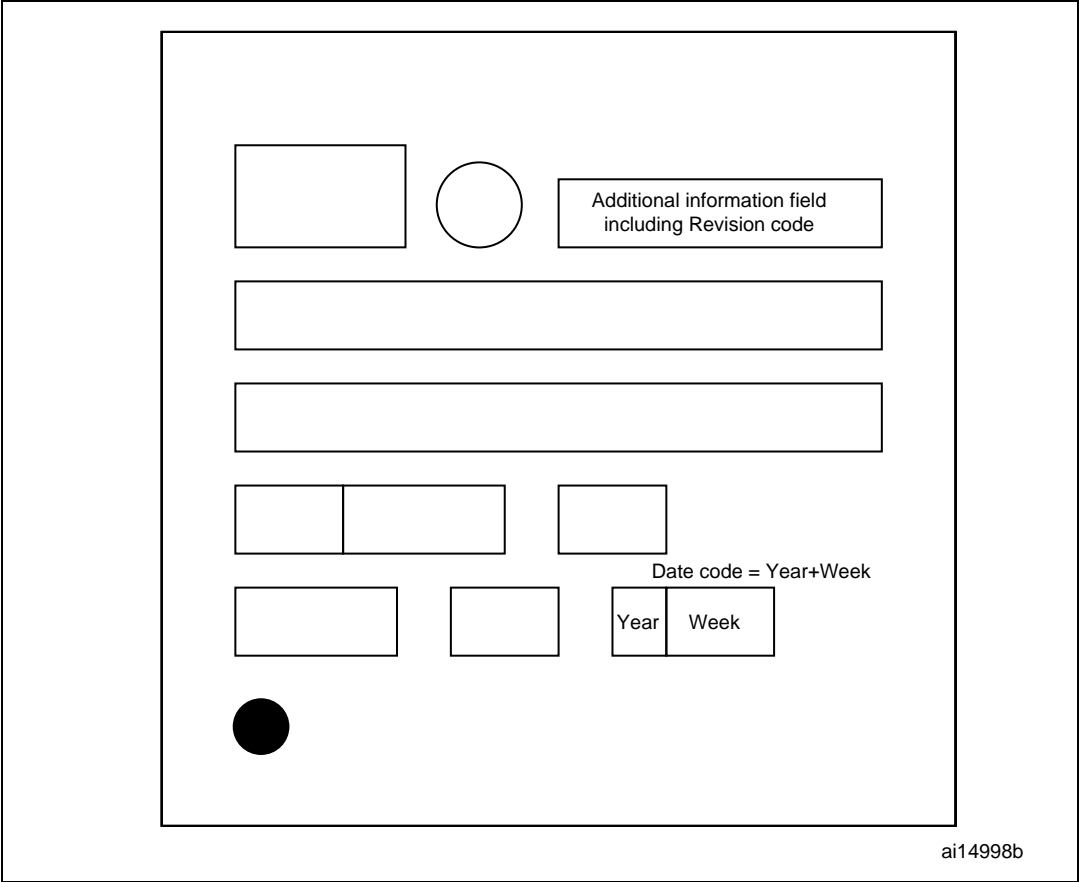 Additional information field
including Revision code
Date code = Year+Week
Year
Week
ai14998b